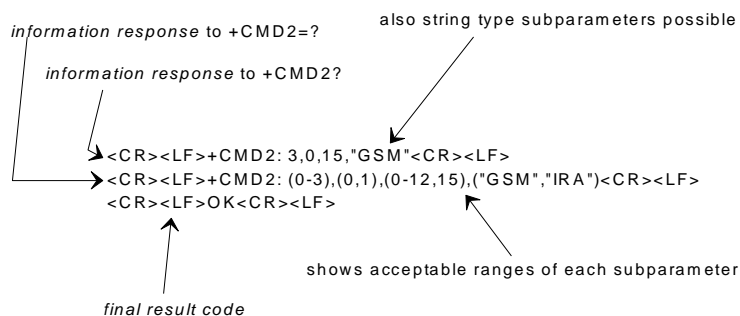 also string type subparameters possible
information response to +CMD2=?
information response to +CMD2?
<CR><LF>+CMD2: 3,0,15,"GSM"<CR><LF>
<CR><LF>+CMD2: (0-3),(0,1),(0-12,15),("GSM","IRA")<CR><LF>
<CR><LF>OK<CR><LF>
shows acceptable ranges of each subparameter
final result code